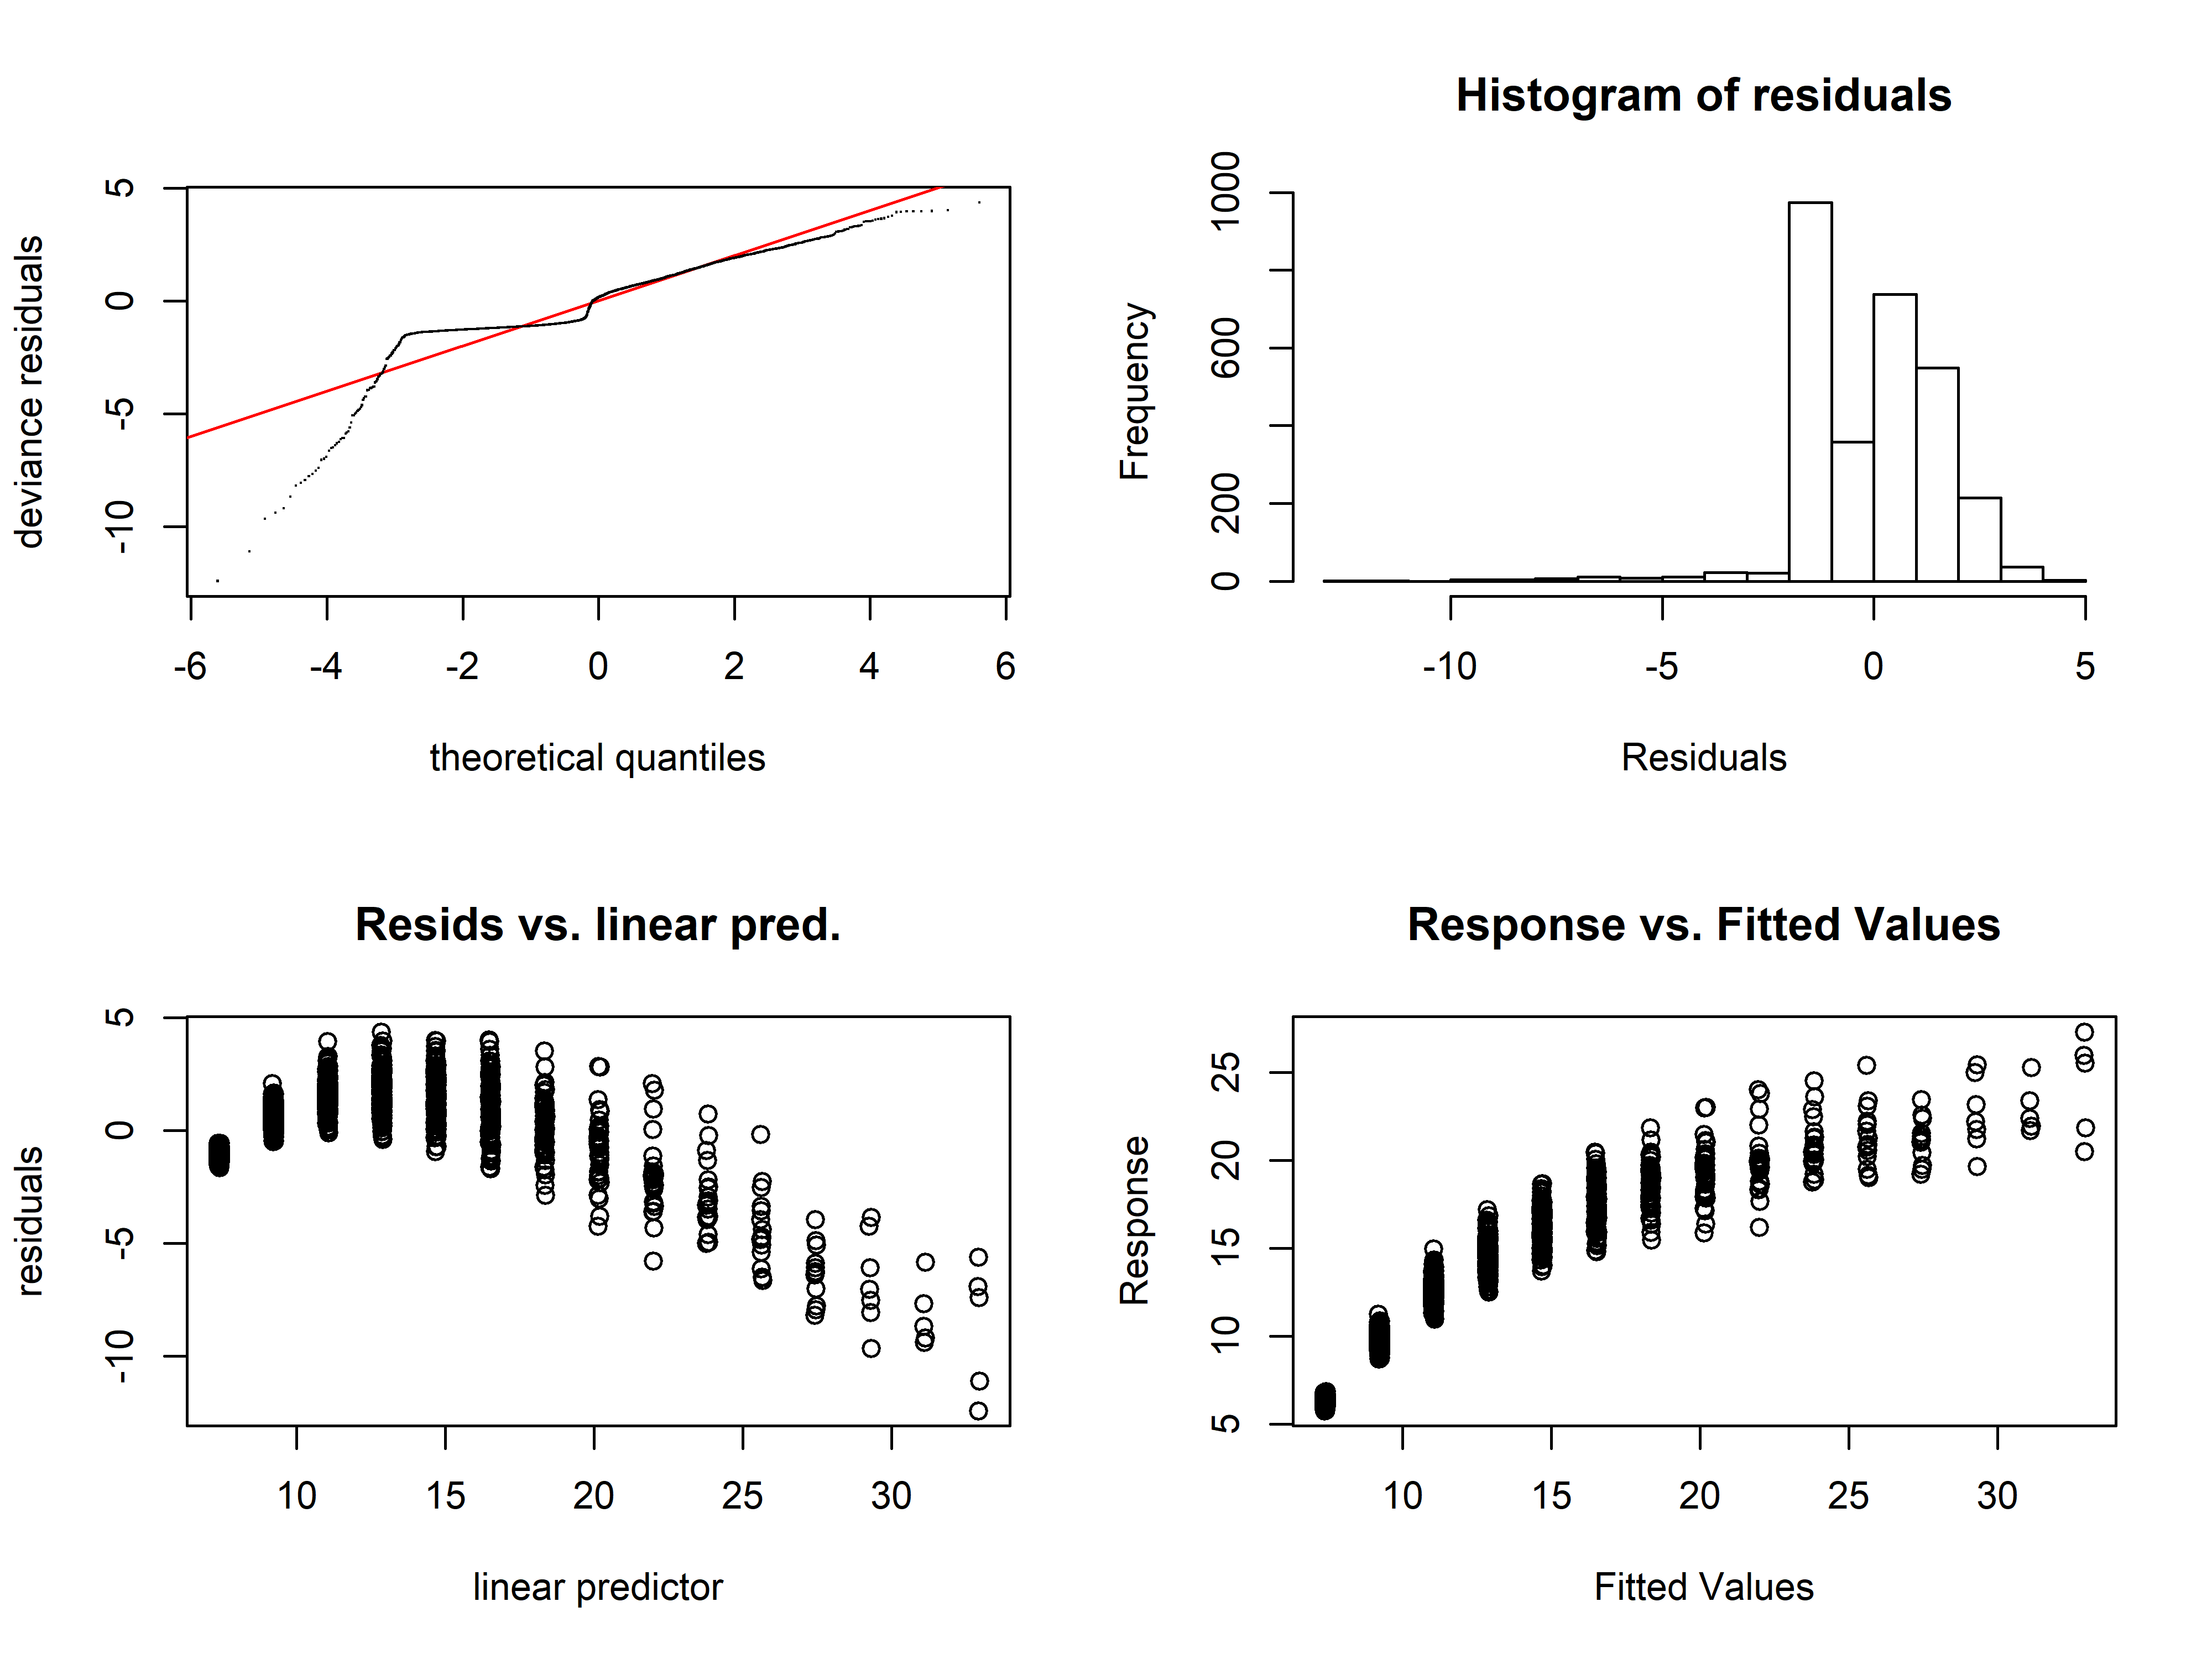 deviance residuals
5
0
-5
-10
-6 -4 -2 0 2 4 6
theoretical quantiles
Histogram of residuals
Frequency
1000
600
200
0
-10 -5 0 5
Residuals
Resids vs. linear pred.
residuals
5
0
-5
-10
10 15 20 25 30
linear predictor
Response vs. Fitted Values
Response
25
20
15
10
5
10 15 20 25 30
Fitted Values